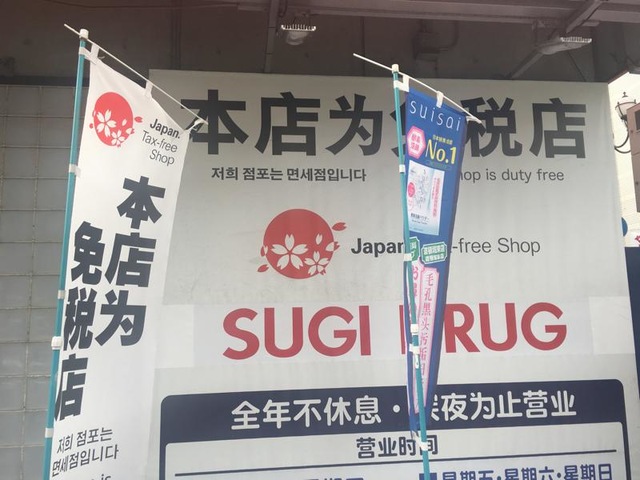 Japan.
Tax-free
Shop
本店为
免税店
저희 점포는
면세점입니다
本店为 税店
저희 점포는 면세점입니다
is duty free
Japan. -free Shop
SUGI DRUG
全年不休息・ 夜为止营业
营业时间
星期五・星期六・星期日
suisai
No.1
毛孔黑头